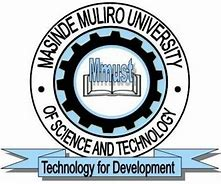 MASINDE MULIRO UNIVERSITY
Mmust
OF SCIENCE AND TECHNOLOGY
Technology for Development